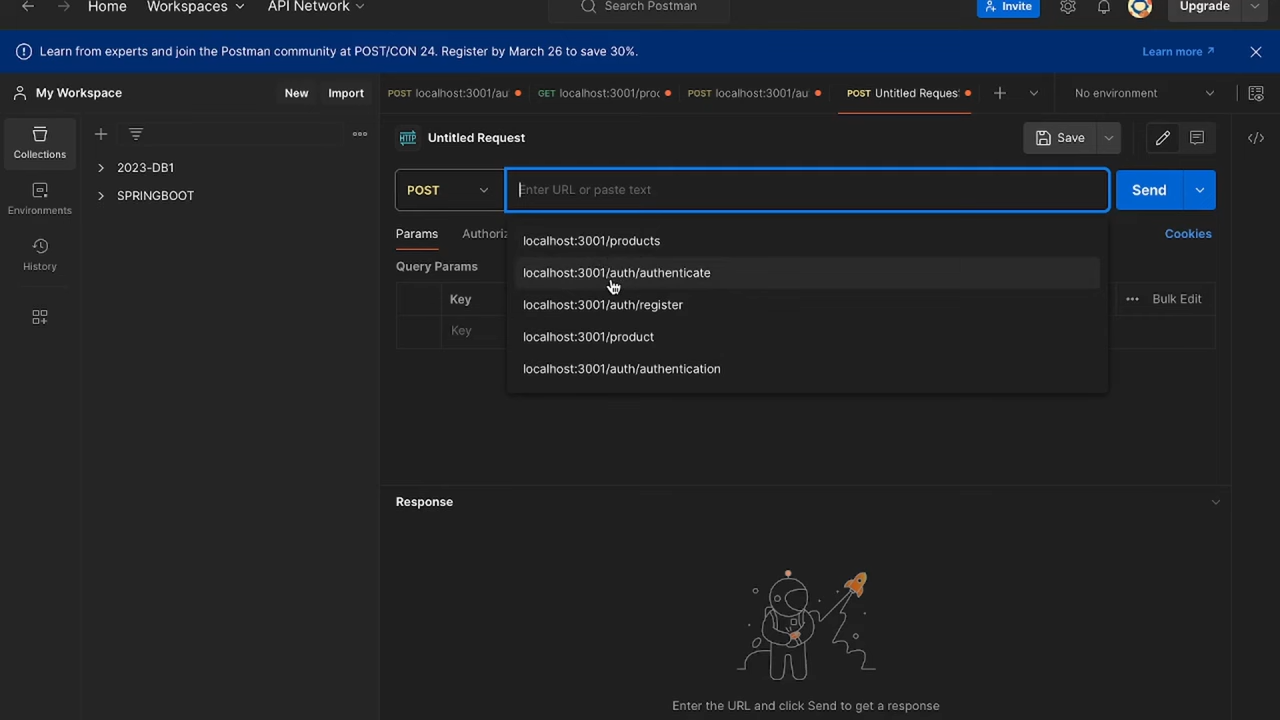 Home Workspaces API Network Search Postman Invite Upgrade
Learn from experts and join the Postman community at POST/CON 24. Register by March 26 to save 30%. Learn more
My Workspace New Import POST localhost:3001/au GET localhost:3001/pro POST localhost:3001/au POST Untitled Reques No environment
Collections
Environments
History
2023-DB1
SPRINGBOOT
Untitled Request Save
POST Enter URL or paste text Send
Params Authoriz Cookies
localhost:3001/products
localhost:3001/auth/authenticate
localhost:3001/auth/register
localhost:3001/product
localhost:3001/auth/authentication
Query Params
Key Bulk Edit
Key
Response
Enter the URL and click Send to get a response